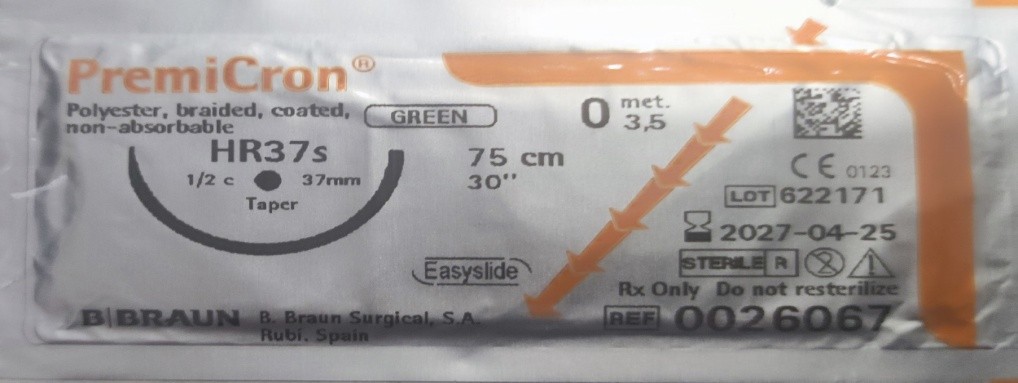 PremiCron®
Polyester, braided, coated, GREEN
non-absorbable
0 met. 3,5
HR37s
1/2 c 37mm
Taper
75 cm
30''
CE 0123
LOT 622171
2027-04-25
Easyslide
STERILE R
Rx Only Do not resterilize
B|BRAUN B. Braun Surgical, S.A.
Rubí. Spain
REF 0026067